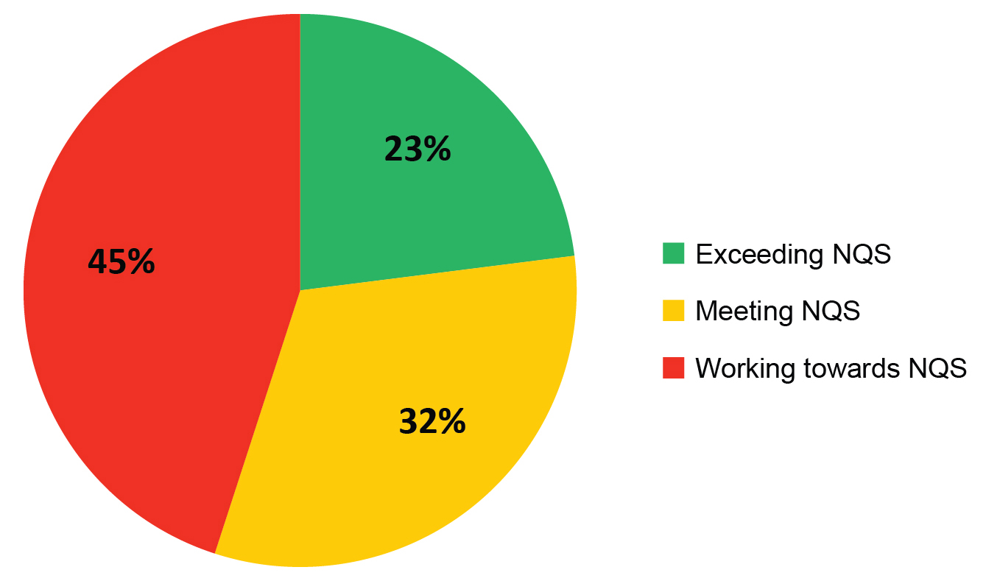 23%
45%
32%
Exceeding NQS
Meeting NQS
Working towards NQS